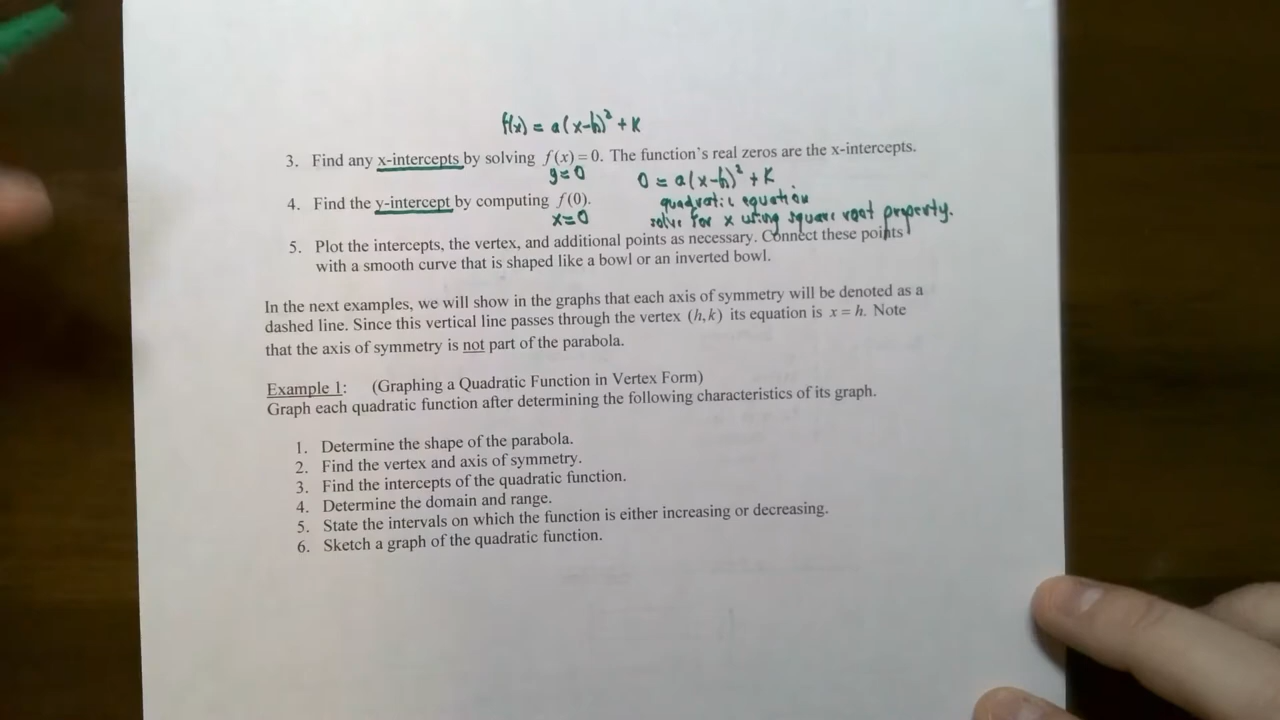 f(x) = a(x-h)² + k
3. Find any x-intercepts by solving f(x) = 0. The function's real zeros are the x-intercepts.
y=0 0 = a(x-h)² + k
4. Find the y-intercept by computing f(0). quadratic equation
x=0 solve for x using square root property.
5. Plot the intercepts, the vertex, and additional points as necessary. Connect these points
with a smooth curve that is shaped like a bowl or an inverted bowl.
In the next examples, we will show in the graphs that each axis of symmetry will be denoted as a
dashed line. Since this vertical line passes through the vertex (h,k) its equation is x = h. Note
that the axis of symmetry is not part of the parabola.
Example 1: (Graphing a Quadratic Function in Vertex Form)
Graph each quadratic function after determining the following characteristics of its graph.
1. Determine the shape of the parabola.
2. Find the vertex and axis of symmetry.
3. Find the intercepts of the quadratic function.
4. Determine the domain and range.
5. State the intervals on which the function is either increasing or decreasing.
6. Sketch a graph of the quadratic function.